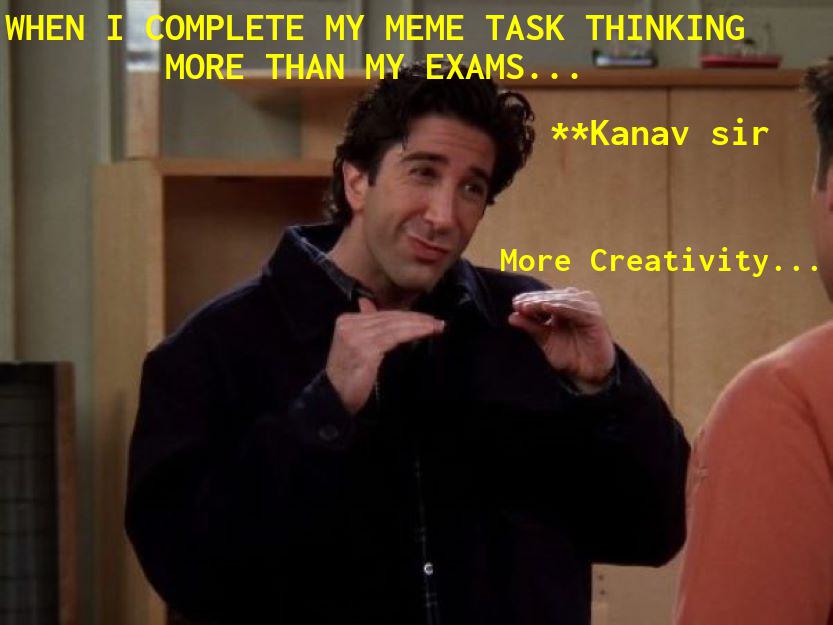 WHEN I COMPLETE MY MEME TASK THINKING
MORE THAN MY EXAMS...
**Kanav sir
More Creativity...